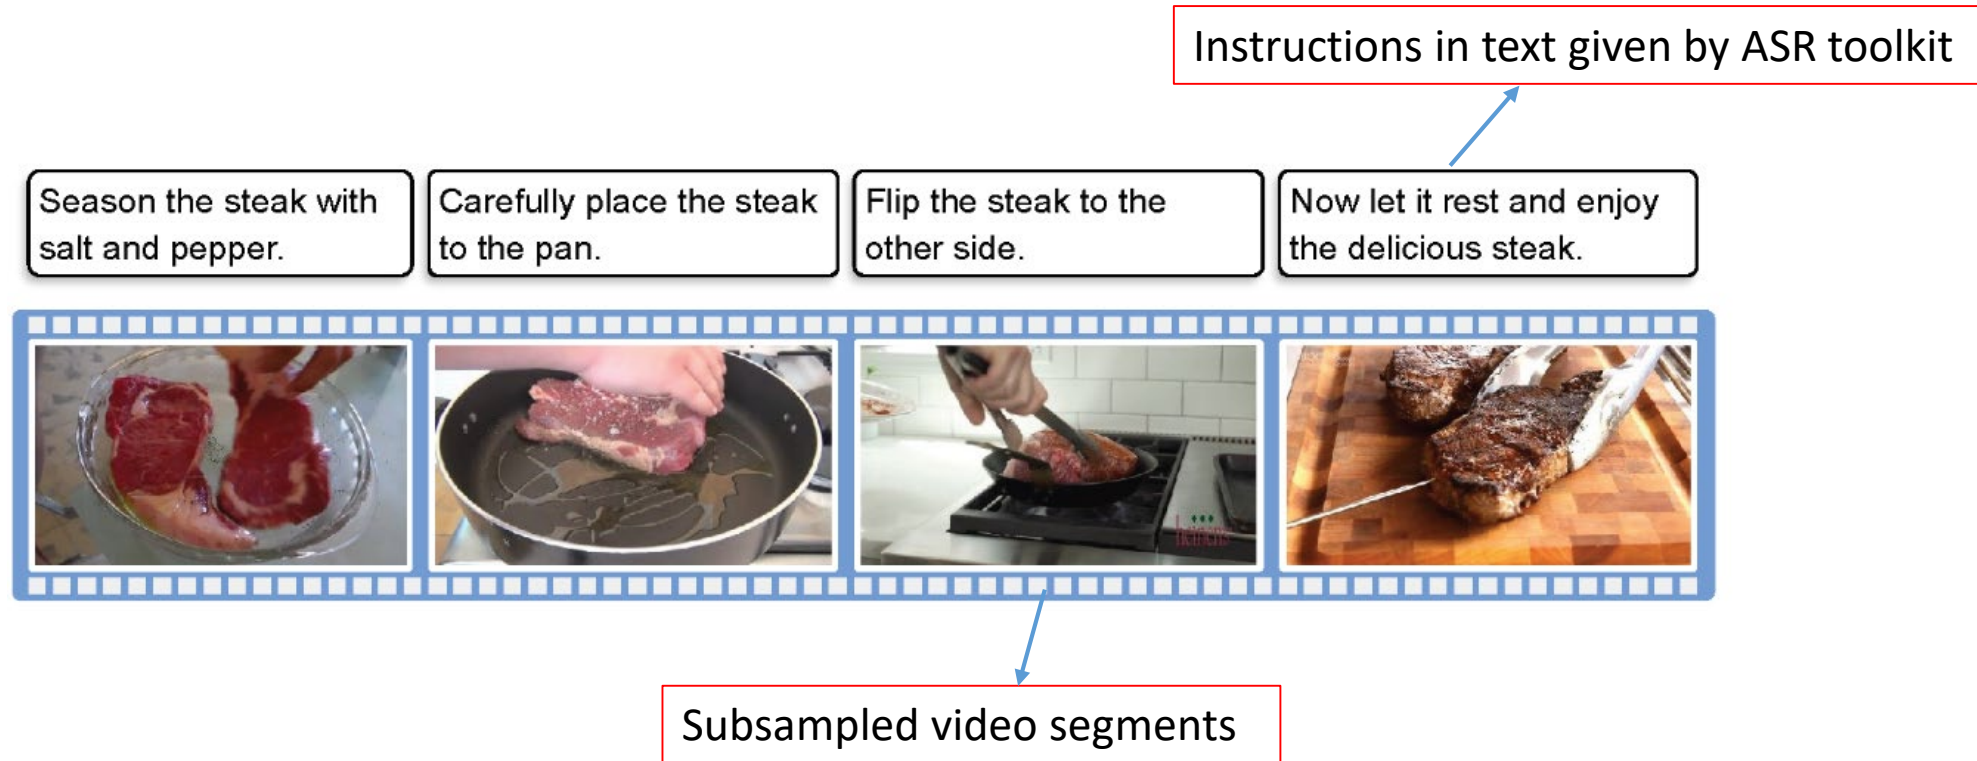 Instructions in text given by ASR toolkit
Season the steak with
salt and pepper.
Carefully place the steak
to the pan.
Flip the steak to the
other side.
Now let it rest and enjoy
the delicious steak.
heinen's
Subsampled video segments